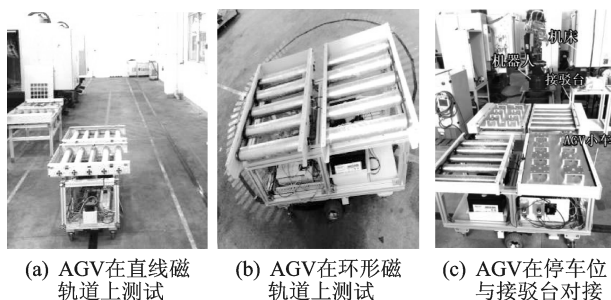 机床
机器人
接驳台
AGV小车
(a) AGV在直线磁
轨道上测试
(b) AGV在环形磁
轨道上测试
(c) AGV在停车位
与接驳台对接